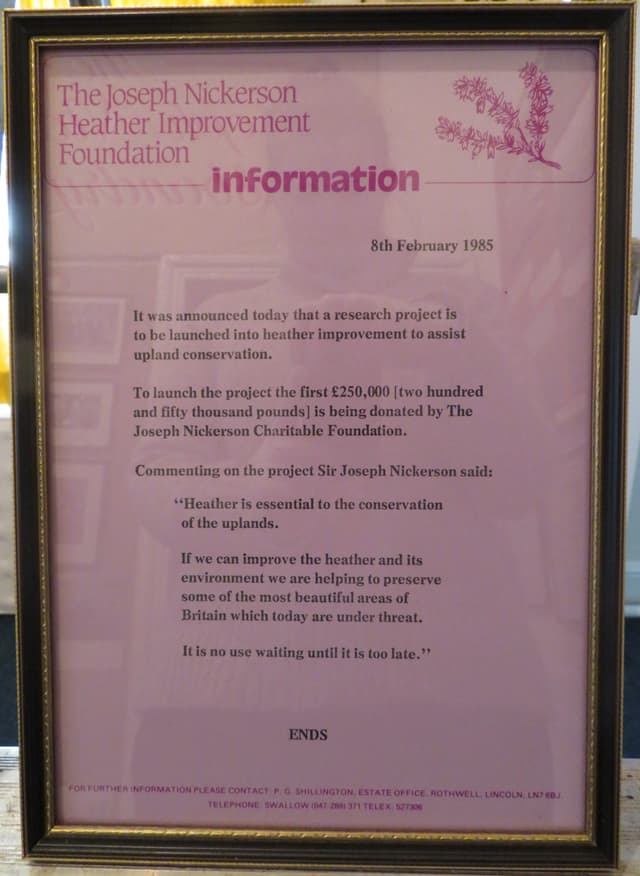 The Joseph Nickerson
Heather Improvement
Foundation
information
8th February 1985
It was announced today that a research project is
to be launched into heather improvement to assist
upland conservation.
To launch the project the first £250,000 [two hundred
and fifty thousand pounds] is being donated by The
Joseph Nickerson Charitable Foundation.
Commenting on the project Sir Joseph Nickerson said:
“Heather is essential to the conservation
of the uplands.
If we can improve the heather and its
environment we are helping to preserve
some of the most beautiful areas of
Britain which today are under threat.
It is no use waiting until it is too late.”
ENDS
FOR FURTHER INFORMATION PLEASE CONTACT: P. G. SHILLINGTON, ESTATE OFFICE, ROTHWELL, LINCOLN, LN7 6BJ
TELEPHONE: SWALLOW (047 289) 371 TELEX: 527306